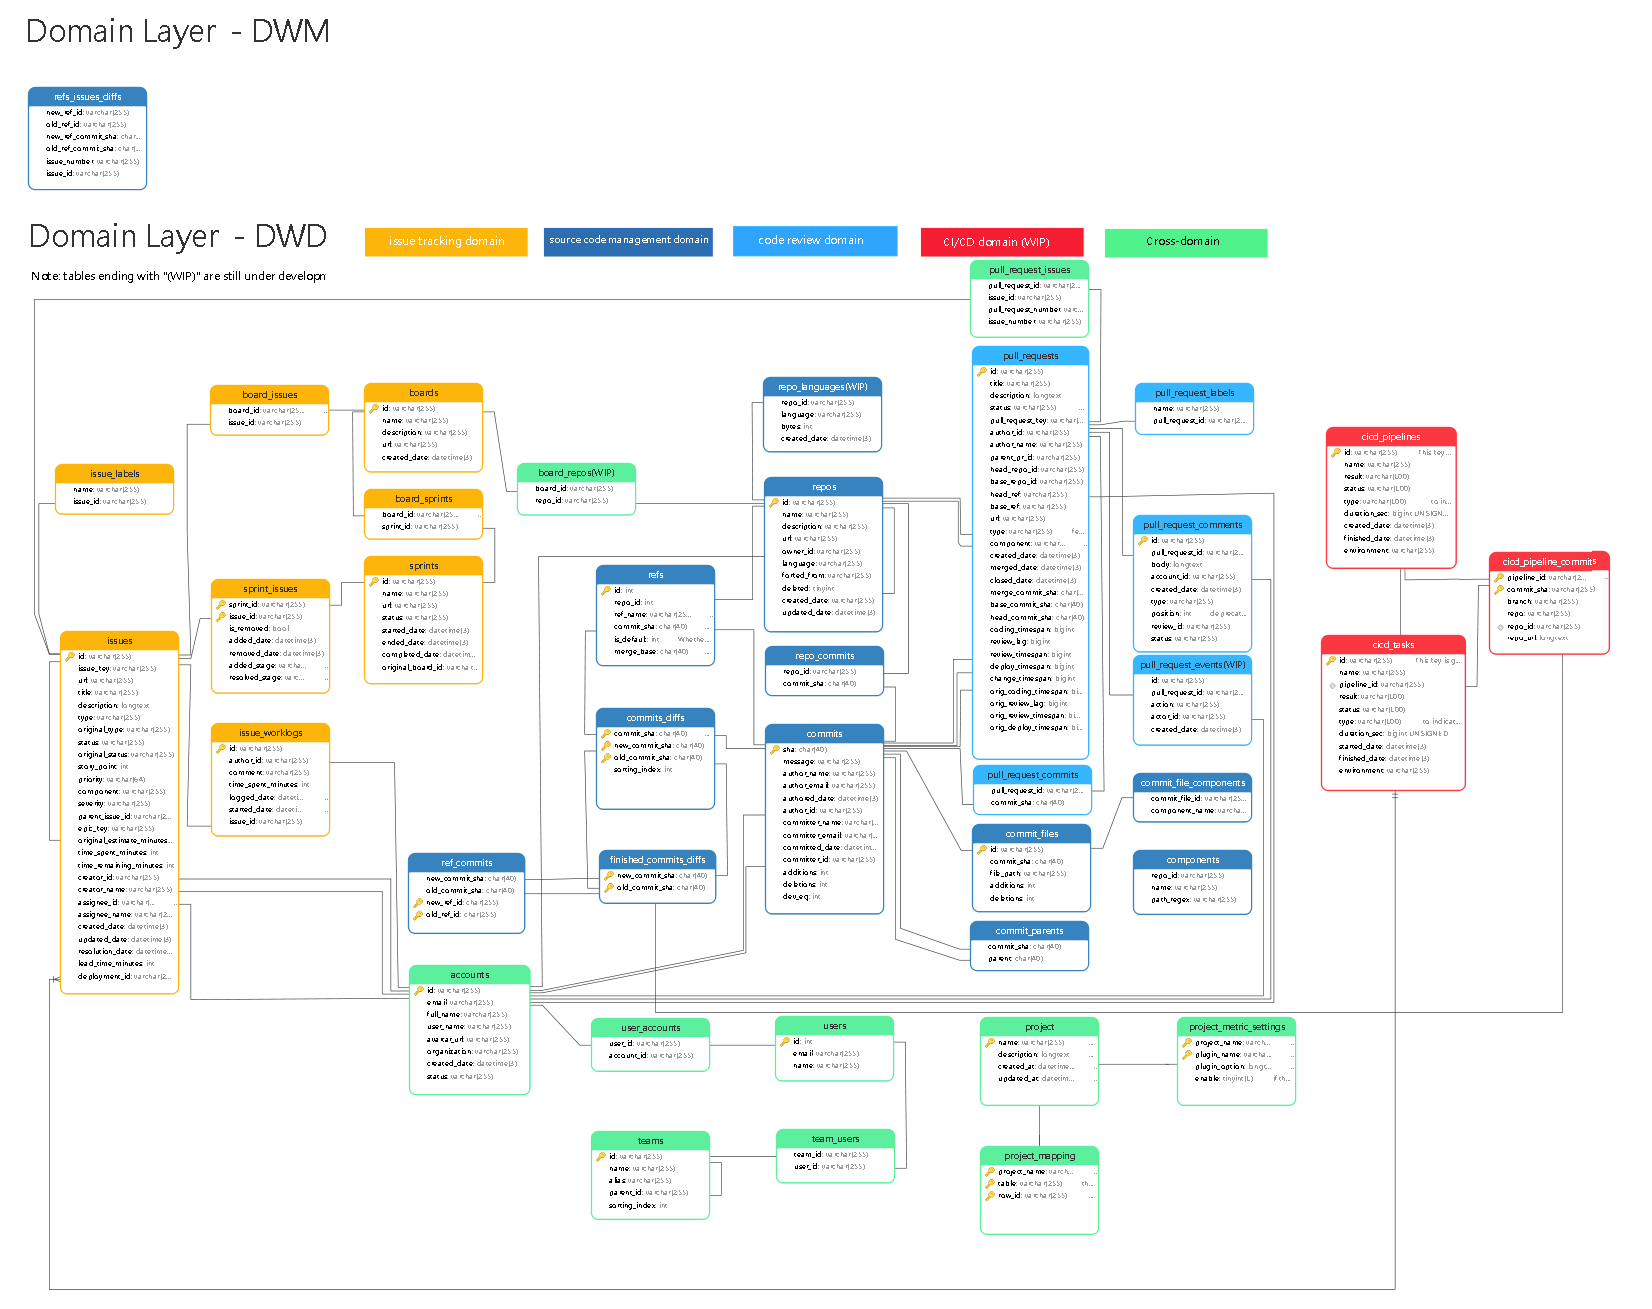 Domain Layer - DWM
refs_issues_diffs
new_ref_id: varchar(255)
old_ref_id: varchar(255)
new_ref_commit_sha: char...
old_ref_commit_sha: char(...
issue_number: varchar(255)
issue_id: varchar(255)
Domain Layer - DWD
issue tracking domain
source code management domain
code review domain
CI/CD domain (WIP)
Cross-domain
Note: tables ending with "(WIP)" are still under developm
pull_request_issues
pull_request_id: varchar(2...
issue_id: varchar(255)
pull_request_number: varc...
issue_number: varchar(255)
pull_requests
id: varchar(255)
title: varchar(255)
description: longtext
status: varchar(255) ...
pull_request_key: varchar(...
author_id: varchar(255)
author_name: varchar(255)
parent_pr_id: varchar(255)
head_repo_id: varchar(255)
base_repo_id: varchar(255)
head_ref: varchar(255)
base_ref: varchar(255)
url: varchar(255)
type: varchar(255) fe...
component: varchar...
created_date: datetime(3)
merged_date: datetime(3)
closed_date: datetime(3)
merge_commit_sha: char(...
base_commit_sha: char(40)
head_commit_sha: char(40)
coding_timespan: bigint
review_lag: bigint
review_timespan: bigint
deploy_timespan: bigint
change_timespan: bigint
orig_coding_timespan: bi...
orig_review_lag: bigint
orig_review_timespan: bi...
orig_deploy_timespan: bi...
board_issues
board_id: varchar(25...
issue_id: varchar(255)
boards
id: varchar(255)
name: varchar(255)
description: varchar(255)
url: varchar(255)
created_date: datetime(3)
repo_languages(WIP)
repo_id: varchar(255)
language: varchar(255)
bytes: int
created_date: datetime(3)
pull_request_labels
name: varchar(255)
pull_request_id: varchar(2...
issue_labels
name: varchar(255)
issue_id: varchar(255)
board_repos(WIP)
board_id: varchar(255)
repo_id: varchar(255)
board_sprints
board_id: varchar(25...
sprint_id: varchar(255)
repos
id: varchar(255)
name: varchar(255)
description: varchar(255)
url: varchar(255)
owner_id: varchar(255)
language: varchar(255)
forked_from: varchar(255)
deleted: tinyint
created_date: varchar(255)
updated_date: datetime(3)
cicd_pipelines
id: varchar(255) This key...
name: varchar(255)
result: varchar(100)
status: varchar(100)
type: varchar(100) to in...
duration_sec: bigint UNSIGN...
created_date: datetime(3)
finished_date: datetime(3)
environment: varchar(255)
pull_request_comments
id: varchar(255)
pull_request_id: varchar(2...
body: longtext
account_id: varchar(255)
created_date: datetime(3)
type: varchar(255)
position: int deprecat...
review_id: varchar(255)
status: varchar(255)
cicd_pipeline_commits
pipeline_id: varchar(2...
commit_sha: varchar(255)
branch: varchar(255)
repo: varchar(255)
repo_id: varchar(255)
repo_url: longtext
sprints
id: varchar(255)
name: varchar(255)
url: varchar(255)
status: varchar(255)
started_date: datetime(3)
ended_date: datetime(3)
completed_date: datetim...
original_board_id: varchar...
refs
id: int
repo_id: int
ref_name: varchar(25...
commit_sha: char(40) ...
is_default: int Whethe...
merge_base: char(40) ...
sprint_issues
sprint_id: varchar(255)
issue_id: varchar(255)
is_removed: bool
added_date: datetime(3)
removed_date: datetime(3)
added_stage: varcha...
resolved_stage: varc...
issues
id: varchar(255)
issue_key: varchar(255)
url: varchar(255)
title: varchar(255)
description: longtext
type: varchar(255)
original_type: varchar(255)
status: varchar(255)
original_status: varchar(255)
story_point: int
priority: varchar(64)
component: varchar(255)
severity: varchar(255)
parent_issue_id: varchar(2...
epic_key: varchar(255)
original_estimate_minutes...
time_spent_minutes: int
time_remaining_minutes: int
creator_id: varchar(255)
creator_name: varchar(255)
assignee_id: varchar(...
assignee_name: varchar(2...
created_date: datetime(3)
updated_date: datetime(3)
resolution_date: datetime...
lead_time_minutes: int
deployment_id: varchar(2...
repo_commits
repo_id: varchar(255)
commit_sha: char(40)
pull_request_events(WIP)
id: varchar(255)
pull_request_id: varchar(2...
action: varchar(255)
actor_id: varchar(255)
created_date: datetime(3)
cicd_tasks
id: varchar(255) This key is g...
name: varchar(255)
pipeline_id: varchar(255)
result: varchar(100)
status: varchar(100)
type: varchar(100) to indicat...
duration_sec: bigint UNSIGNED
started_date: datetime(3)
finished_date: datetime(3)
environment: varchar(255)
issue_worklogs
id: varchar(255)
author_id: varchar(255)
comment: varchar(255)
time_spent_minutes: int
logged_date: dateti...
started_date: dateti...
issue_id: varchar(255)
commits_diffs
commit_sha: char(40) ...
new_commit_sha: char(40)
old_commit_sha: char(40)
sorting_index: int
commits
sha: char(40)
message: varchar(255)
author_name: varchar(255)
author_email: varchar(255)
authored_date: datetime(3)
author_id: varchar(255)
committer_name: varchar(...
committer_email: varchar(...
committed_date: datetim...
committer_id: varchar(255)
additions: int
deletions: int
dev_eq: int
pull_request_commits
pull_request_id: varchar(2...
commit_sha: char(40)
commit_file_components
commit_file_id: varchar(25...
component_name: varcha...
commit_files
id: varchar(255)
commit_sha: char(40)
file_path: varchar(255)
additions: int
deletions: int
components
repo_id: varchar(255)
name: varchar(255)
path_regex: varchar(255)
ref_commits
new_commit_sha: char(40)
old_commit_sha: char(40)
new_ref_id: char(255)
old_ref_id: char(255)
finished_commits_diffs
new_commit_sha: char(40)
old_commit_sha: char(40)
commit_parents
commit_sha: char(40)
parent: char(40)
accounts
id: varchar(255)
email: varchar(255)
full_name: varchar(255)
user_name: varchar(255)
avatar_url: varchar(255)
organization: varchar(255)
created_date: datetime(3)
status: varchar(255)
user_accounts
user_id: varchar(255)
account_id: varchar(255)
users
id: int
email: varchar(255)
name: varchar(255)
project
name: varchar(255) ...
description: longtext ...
created_at: datetime...
updated_at: datetim...
project_metric_settings
project_name: varch...
plugin_name: varcha...
plugin_option: longt...
enable: tinyint(1) if th...
teams
id: varchar(255)
name: varchar(255)
alias: varchar(255)
parent_id: varchar(255)
sorting_index: int
team_users
team_id: varchar(255)
user_id: varchar(255)
project_mapping
project_name: varch...
table: varchar(255) th...
row_id: varchar(255) ...